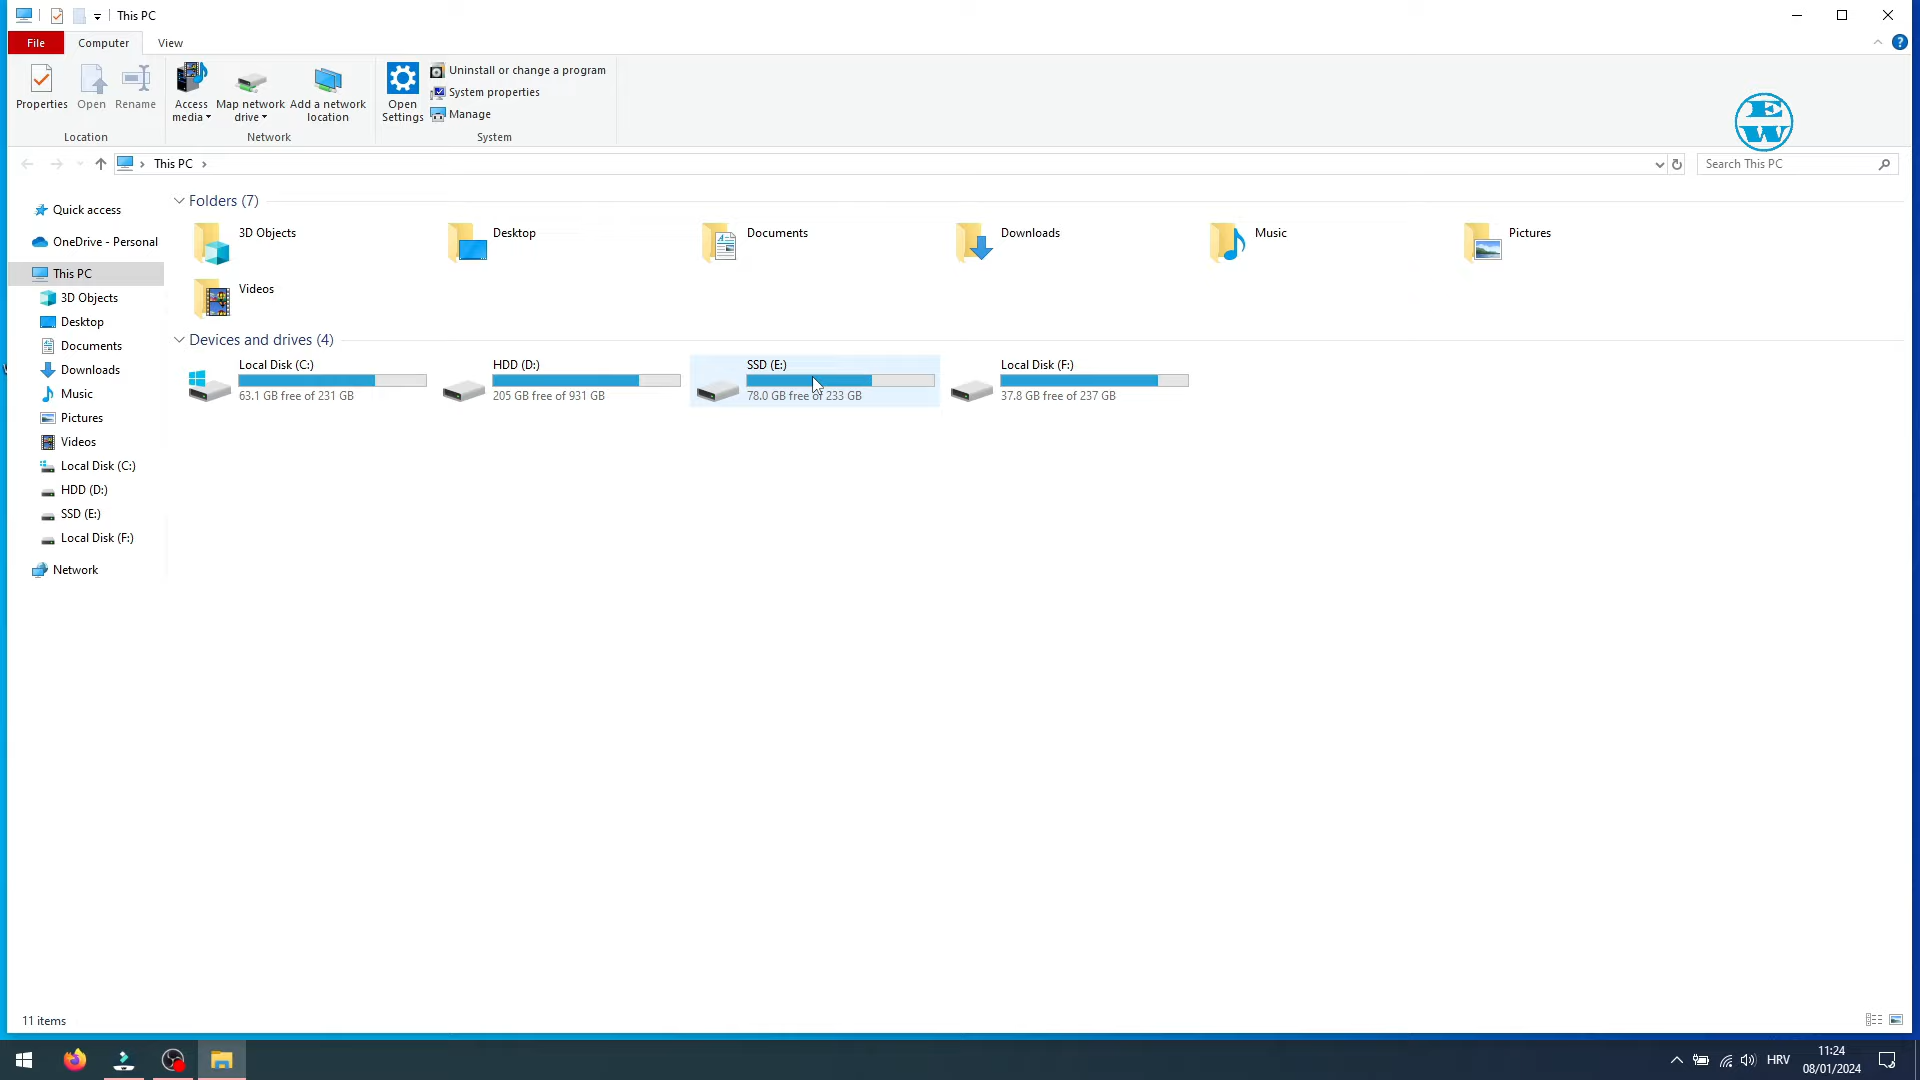 This PC
File
Computer
View
Properties
Open
Rename
Access media
Map network drive
Add a network location
Open Settings
Uninstall or change a program
System properties
Manage
Location
Network
System
EW
This PC
Search This PC
Quick access
OneDrive - Personal
This PC
3D Objects
Desktop
Documents
Downloads
Music
Pictures
Videos
Local Disk (C:)
HDD (D:)
SSD (E:)
Local Disk (F:)
Network
Folders (7)
3D Objects
Desktop
Documents
Downloads
Music
Pictures
Videos
Devices and drives (4)
Local Disk (C:)
63.1 GB free of 231 GB
HDD (D:)
205 GB free of 931 GB
SSD (E:)
78.0 GB free of 233 GB
Local Disk (F:)
37.8 GB free of 237 GB
11 items
HRV
11:24
08/01/2024